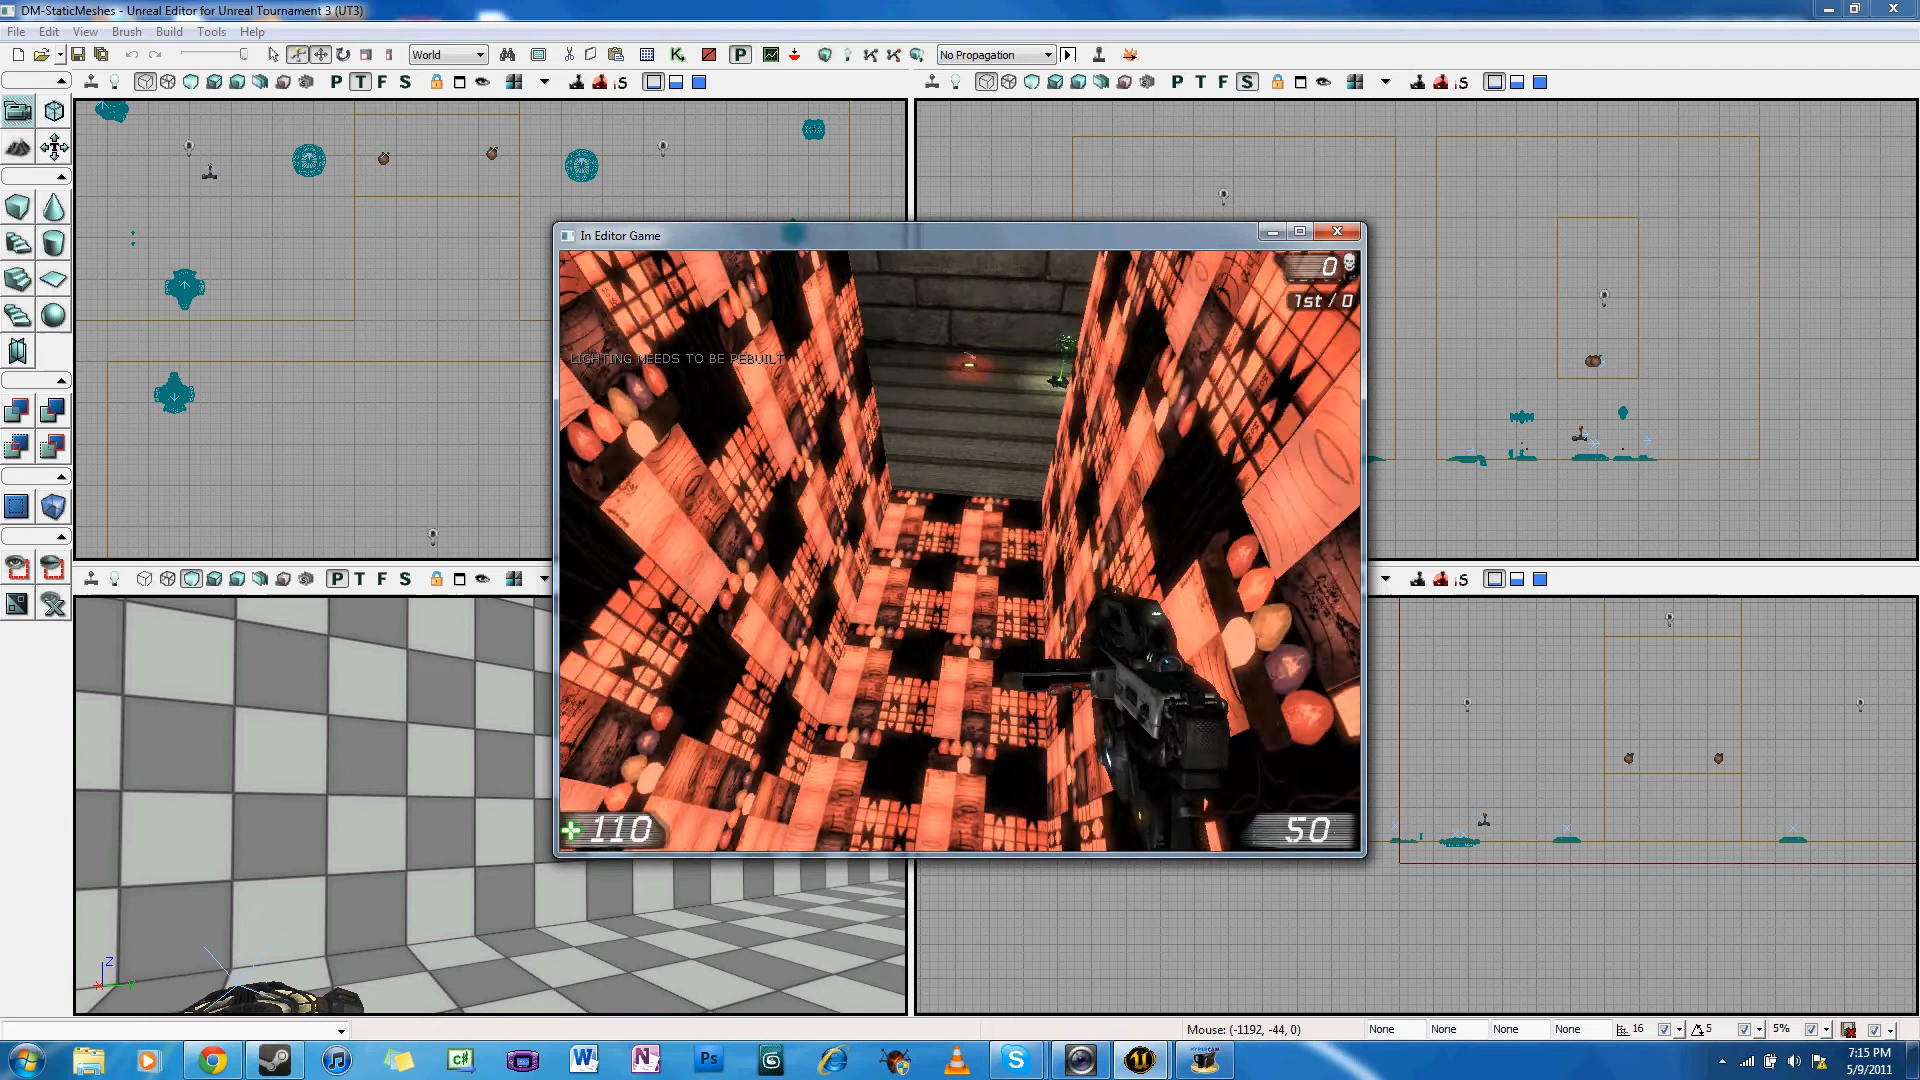 DM-StaticMeshes - Unreal Editor for Unreal Tournament 3 (UT3)
File Edit View Brush Build Tools Help
World
K
P
No Propagation
P T F S
S
P T F S
S
In Editor Game
0
1st / 0
LIGHTING NEEDS TO BE REBUILT
P T F S
S
110
50
Z
Mouse: (-1192, -44, 0)
None
None
None
None
16
5
5%
C#
W
N
Ps
S
HYPERCAM
7:15 PM
5/9/2011